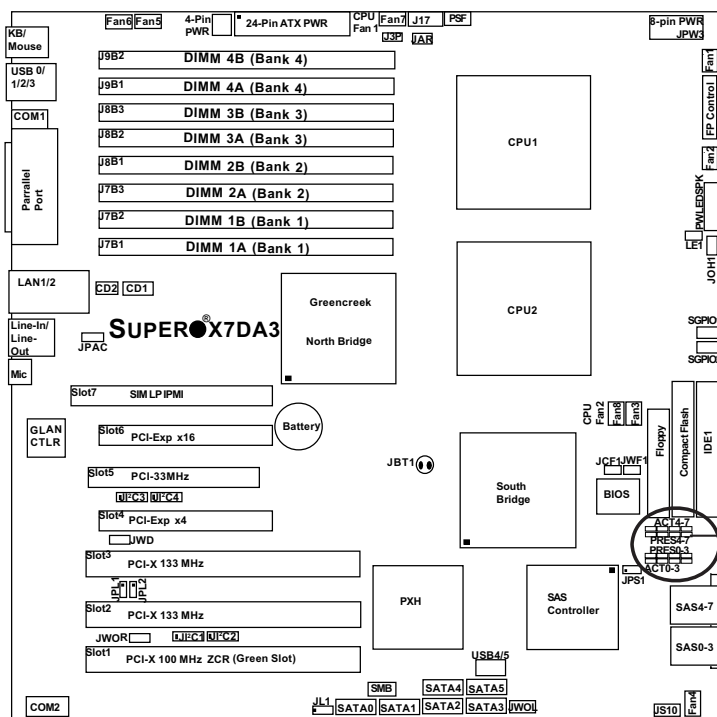 Fan6
Fan5
4-Pin
PWR
24-Pin ATX PWR
CPU
Fan 1
Fan7
J17
PSF
J3P
JAR
8-pin PWR
JPW3
KB/
Mouse
USB 0/
1/2/3
COM1
Parrallel
Port
J9B2
DIMM 4B (Bank 4)
J9B1
DIMM 4A (Bank 4)
J8B3
DIMM 3B (Bank 3)
J8B2
DIMM 3A (Bank 3)
J8B1
DIMM 2B (Bank 2)
J7B3
DIMM 2A (Bank 2)
J7B2
DIMM 1B (Bank 1)
J7B1
DIMM 1A (Bank 1)
CPU1
Fan1
FP Control
Fan2
PWLEDSPK
LE1
JOH1
LAN1/2
CD2
CD1
Greencreek
North Bridge
CPU2
SUPER®X7DA3
Line-In/
Line-
Out
JPAC
Mic
SGPIO
SGPIO
Slot7
SIMLP IPMI
GLAN
CTLR
Slot6
PCI-Exp x16
Battery
CPU
Fan2
Fan8
Fan3
Floppy
Compact Flash
IDE1
Slot5
PCI-33MHz
JI²C3
JI²C4
JBT1
South
Bridge
JCF1
JWF1
BIOS
Slot4
PCI-Exp x4
JWD
ACT4-7
PRES4-7
PRES0-3
ACT0-3
Slot3
PCI-X 133 MHz
JPL1
JPL2
PXH
SAS
Controller
JPS1
SAS4-7
Slot2
PCI-X 133 MHz
JWOR
JI²C1
JI²C2
SAS0-3
Slot1
PCI-X 100 MHz ZCR (Green Slot)
USB4/5
COM2
SMB
JL1
SATA0
SATA1
SATA4
SATA2
SATA5
SATA3
JWOL
JS10
Fan4